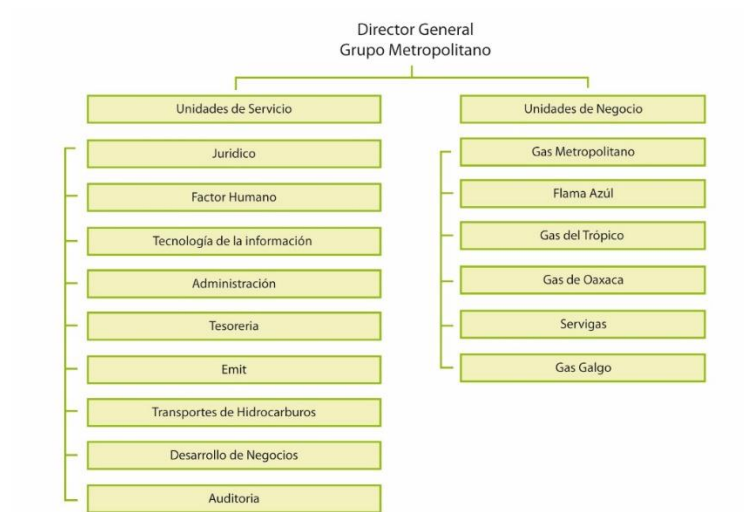 Director General
Grupo Metropolitano
Unidades de Servicio
Juridico
Factor Humano
Tecnología de la información
Administración
Tesoreria
Emit
Transportes de Hidrocarburos
Desarrollo de Negocios
Auditoria
Unidades de Negocio
Gas Metropolitano
Flama Azúl
Gas del Trópico
Gas de Oaxaca
Servigas
Gas Galgo